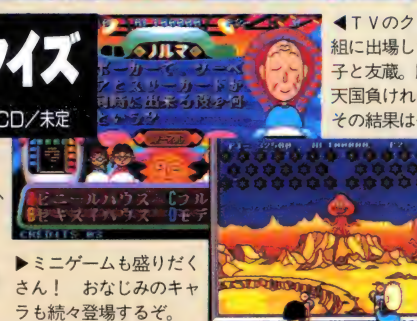 イズ
CD／未定
◀ＴＶのク
組に出場し
子と友蔵。
天国負けれ
その結果は
ノルマ
ポーカーで、ツーペ
アとスリーカードが
同時に出来る役を何
という？
Aビニールハウス Cフル
Bセキスイハウス Dモデ
CREDITS 03
▶ミニゲームも盛りだく
さん！　おなじみのキャ
ラも続々登場するぞ。